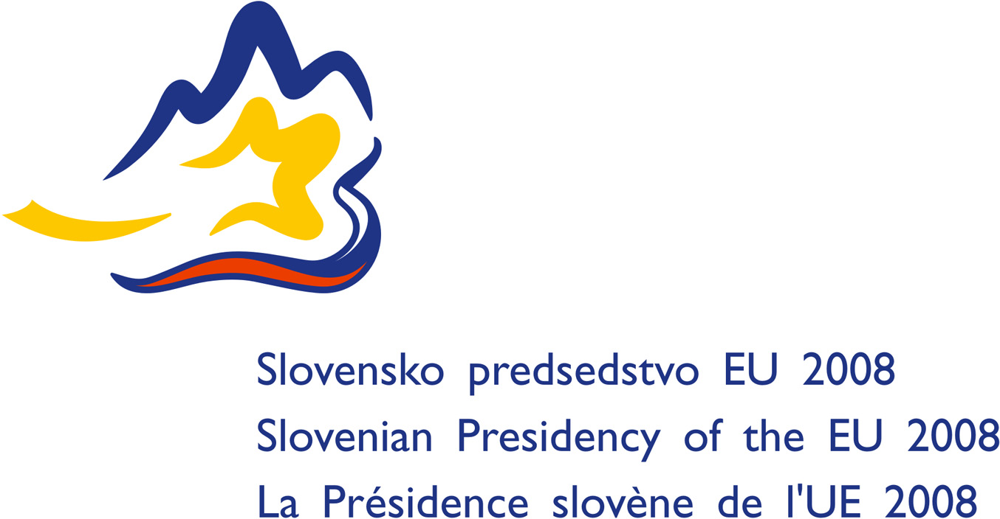 Slovensko predsedstvo EU 2008
Slovenian Presidency of the EU 2008
La Présidence slovène de l'UE 2008